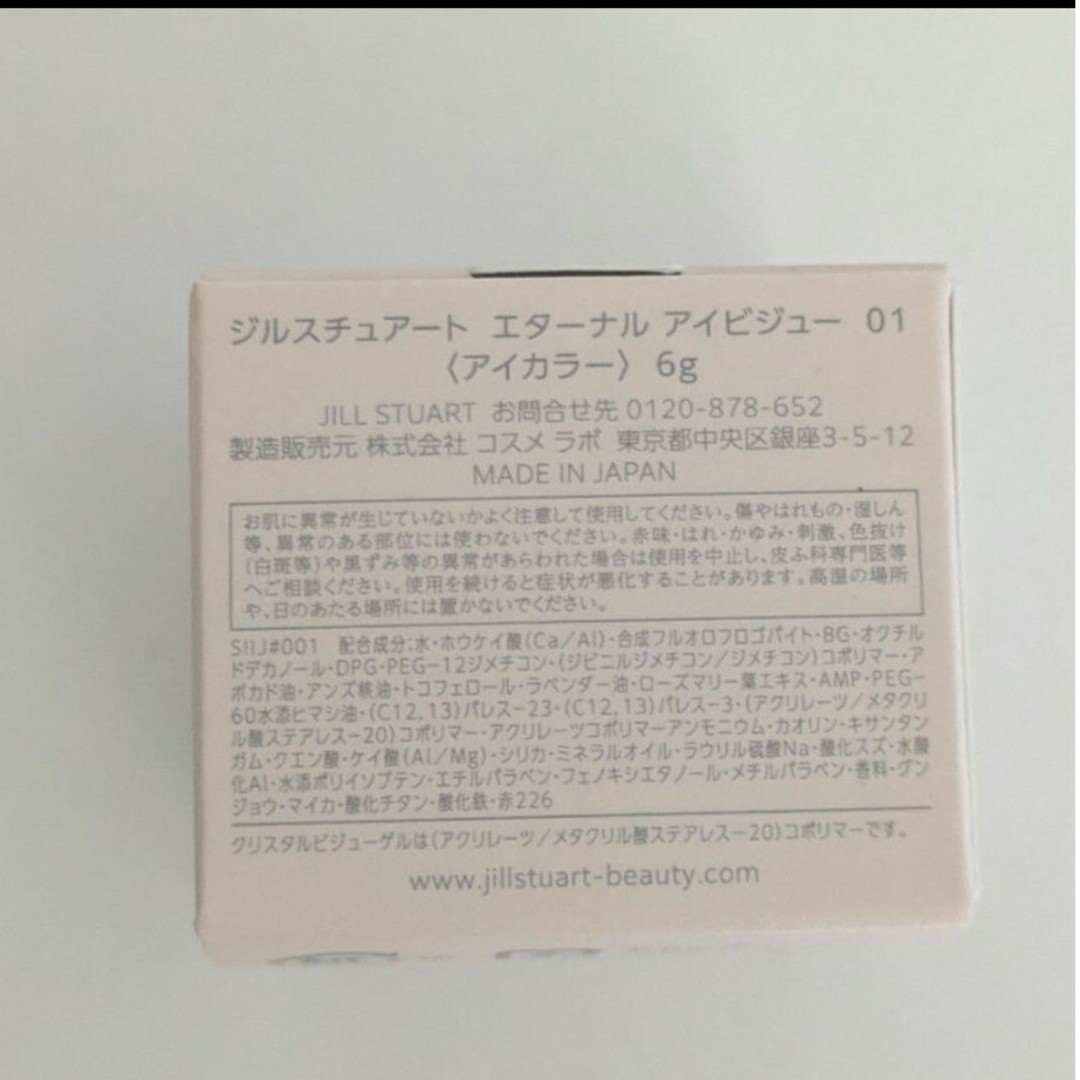 ジルスチュアート エターナル アイビジュー 01
〈アイカラー〉 6g
JILL STUART お問合せ先 0120-878-652
製造販売元 株式会社 コスメ ラボ 東京都中央区銀座3-5-12
MADE IN JAPAN
お肌に異常が生じていないかよく注意して使用してください。傷やはれもの・湿しん
等、異常のある部位には使わないでください。赤味・はれ・かゆみ・刺激、色抜け
(白斑等)や黒ずみ等の異常があらわれた場合は使用を中止し、皮ふ科専門医等
へご相談ください。使用を続けると症状が悪化することがあります。高温の場所
や、日のあたる場所には置かないでください。
SIIJ#001 配合成分:水・ホウケイ酸(Ca/Al)・合成フルオロフロゴパイト・BG・オクチル
ドデカノール・DPG・PEG-12ジメチコン・(ジビニルジメチコン/ジメチコン)コポリマー・ア
ボカド油・アンズ核油・トコフェロール・ラベンダー油・ローズマリー葉エキス・AMP・PEG-
60水添ヒマシ油・(C12,13)パレス-23・(C12,13)パレス-3・(アクリレーツ/メタクリ
ル酸ステアレス-20)コポリマー・アクリレーツコポリマーアンモニウム・カオリン・キサンタン
ガム・クエン酸・ケイ酸(Al/Mg)・シリカ・ミネラルオイル・ラウリル硫酸Na・酸化スズ・水酸
化Al・水添ポリイソブテン・エチルパラベン・フェノキシエタノール・メチルパラベン・香料・グン
ジョウ・マイカ・酸化チタン・酸化鉄・赤226
クリスタルビジューゲルは(アクリレーツ/メタクリル酸ステアレス-20)コポリマーです。
www.jillstuart-beauty.com